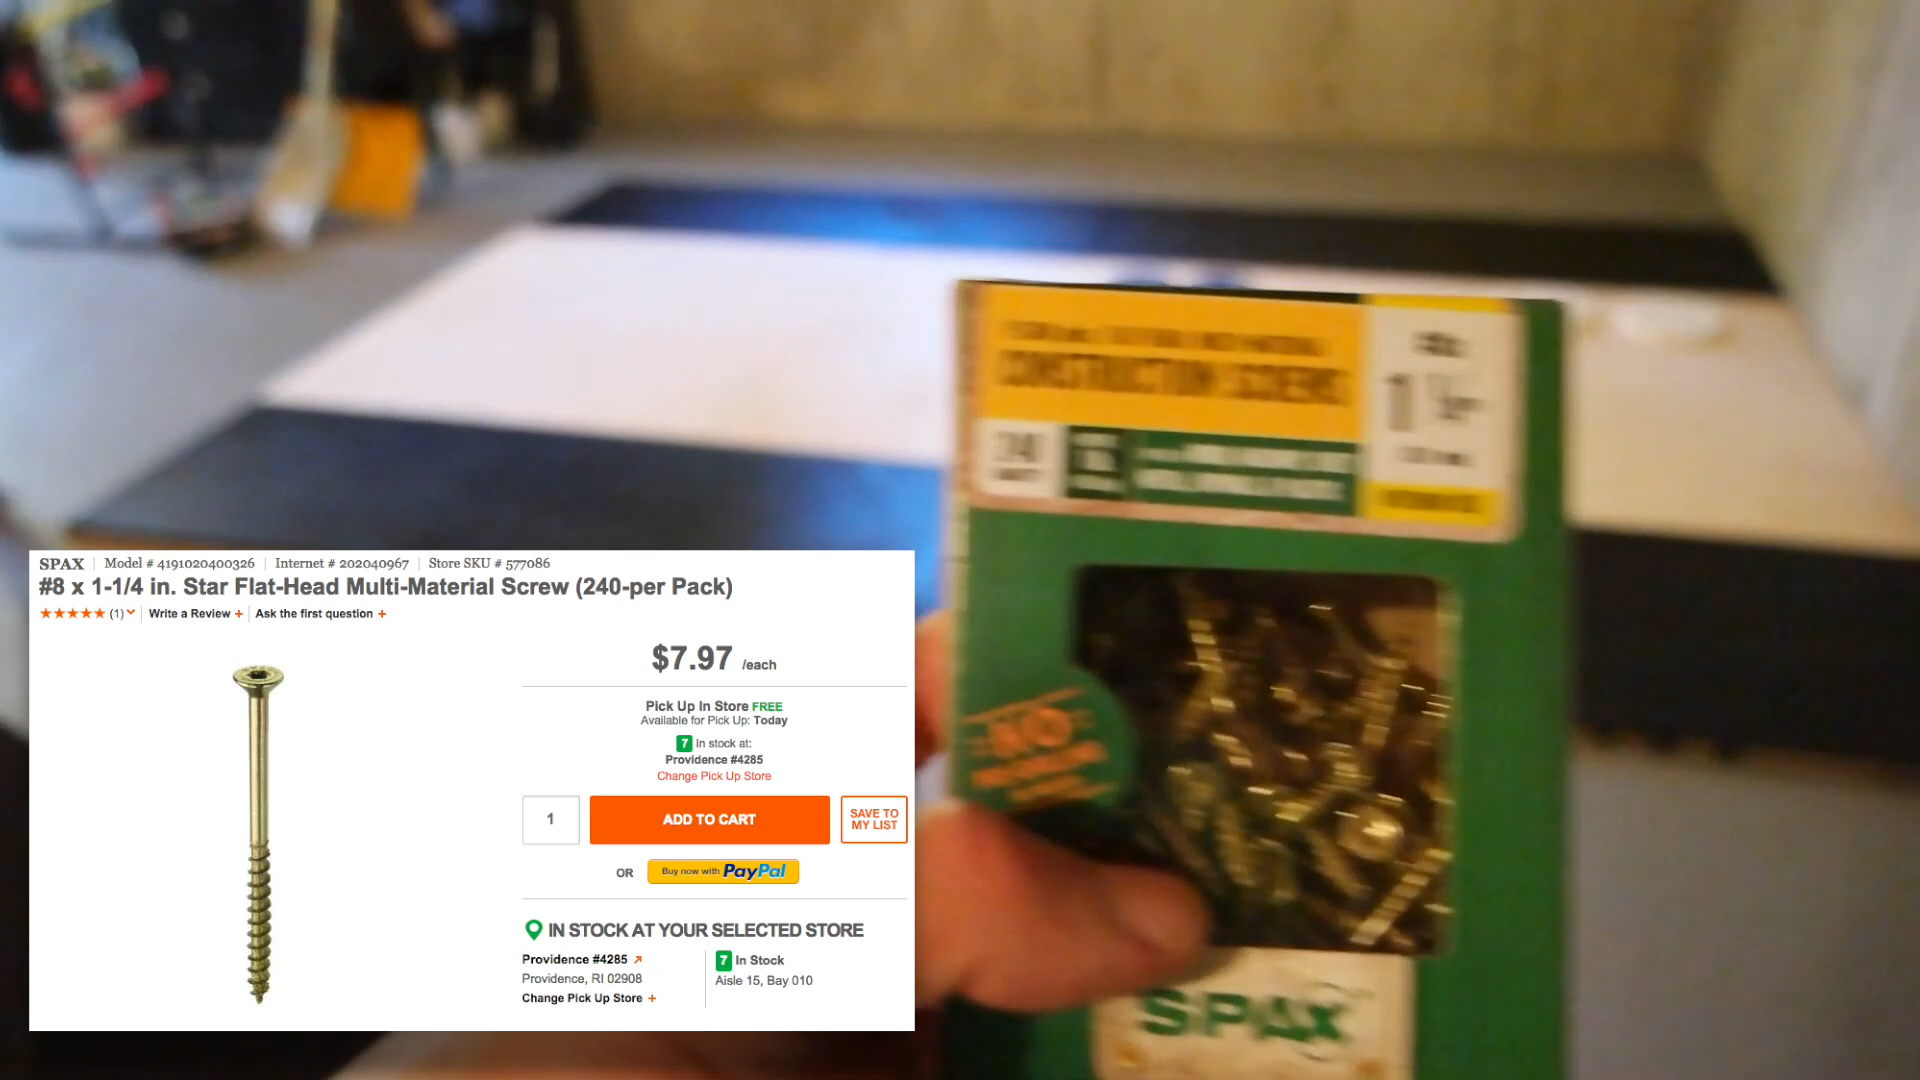 SPAX Model # 4191020400326 Internet # 202040967 Store SKU # 577086
#8 x 1-1/4 in. Star Flat-Head Multi-Material Screw (240-per Pack)
(1) Write a Review + Ask the first question +
$7.97 /each
Pick Up In Store FREE
Available for Pick Up: Today
7 In stock at:
Providence #4285
Change Pick Up Store
1
ADD TO CART
SAVE TO
MY LIST
OR
Buy now with PayPal
IN STOCK AT YOUR SELECTED STORE
Providence #4285
Providence, RI 02908
Change Pick Up Store +
7 In Stock
Aisle 15, Bay 010
CONSTRUCTION SCREWS
NO
SPAX